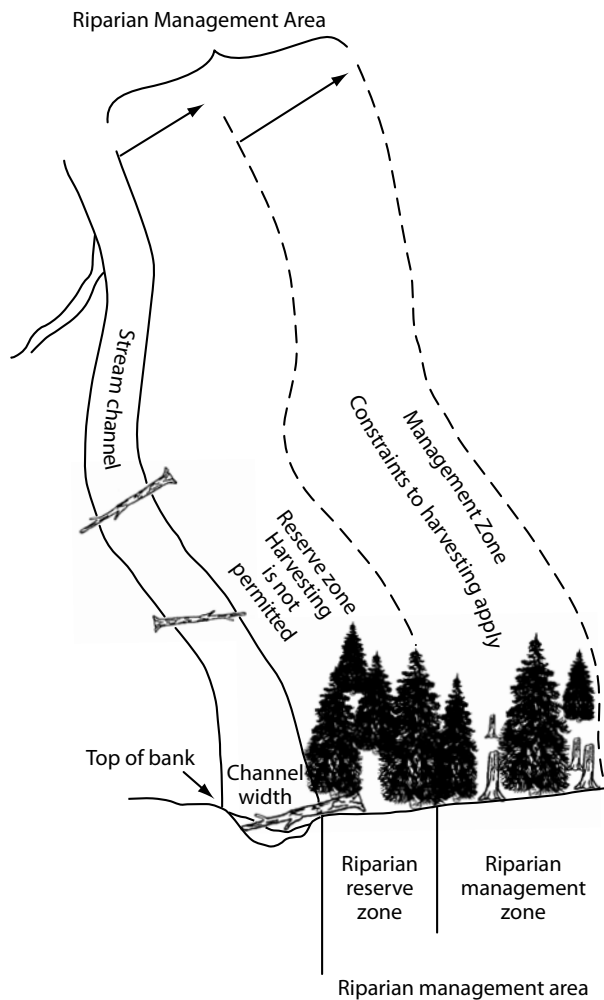 Riparian Management Area
Stream channel
Management Zone
Constraints to harvesting apply
Reserve zone
Harvesting
is not
permitted
Top of bank
Channel
width
Riparian
reserve
zone
Riparian
management
zone
Riparian management area